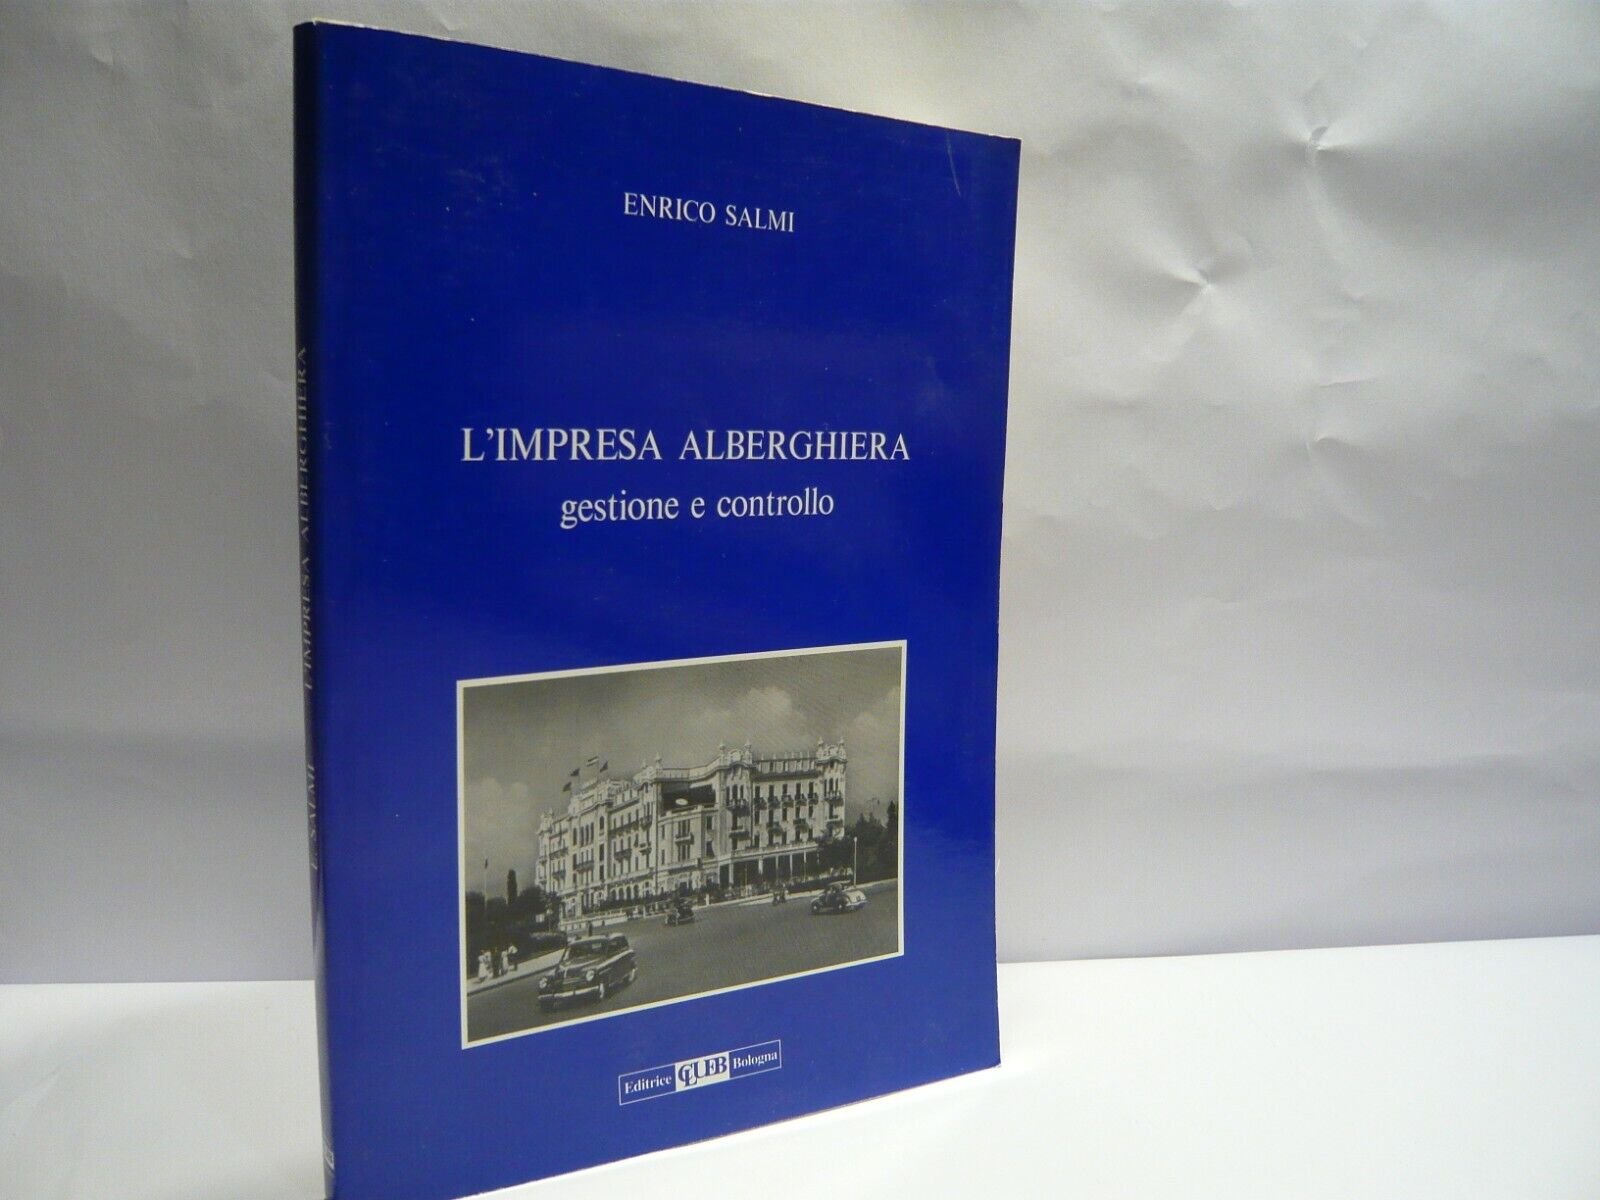 ENRICO SALMI
L'IMPRESA ALBERGHIERA
gestione e controllo
Editrice CLUEB Bologna
E. SALMI L'IMPRESA ALBERGHIERA